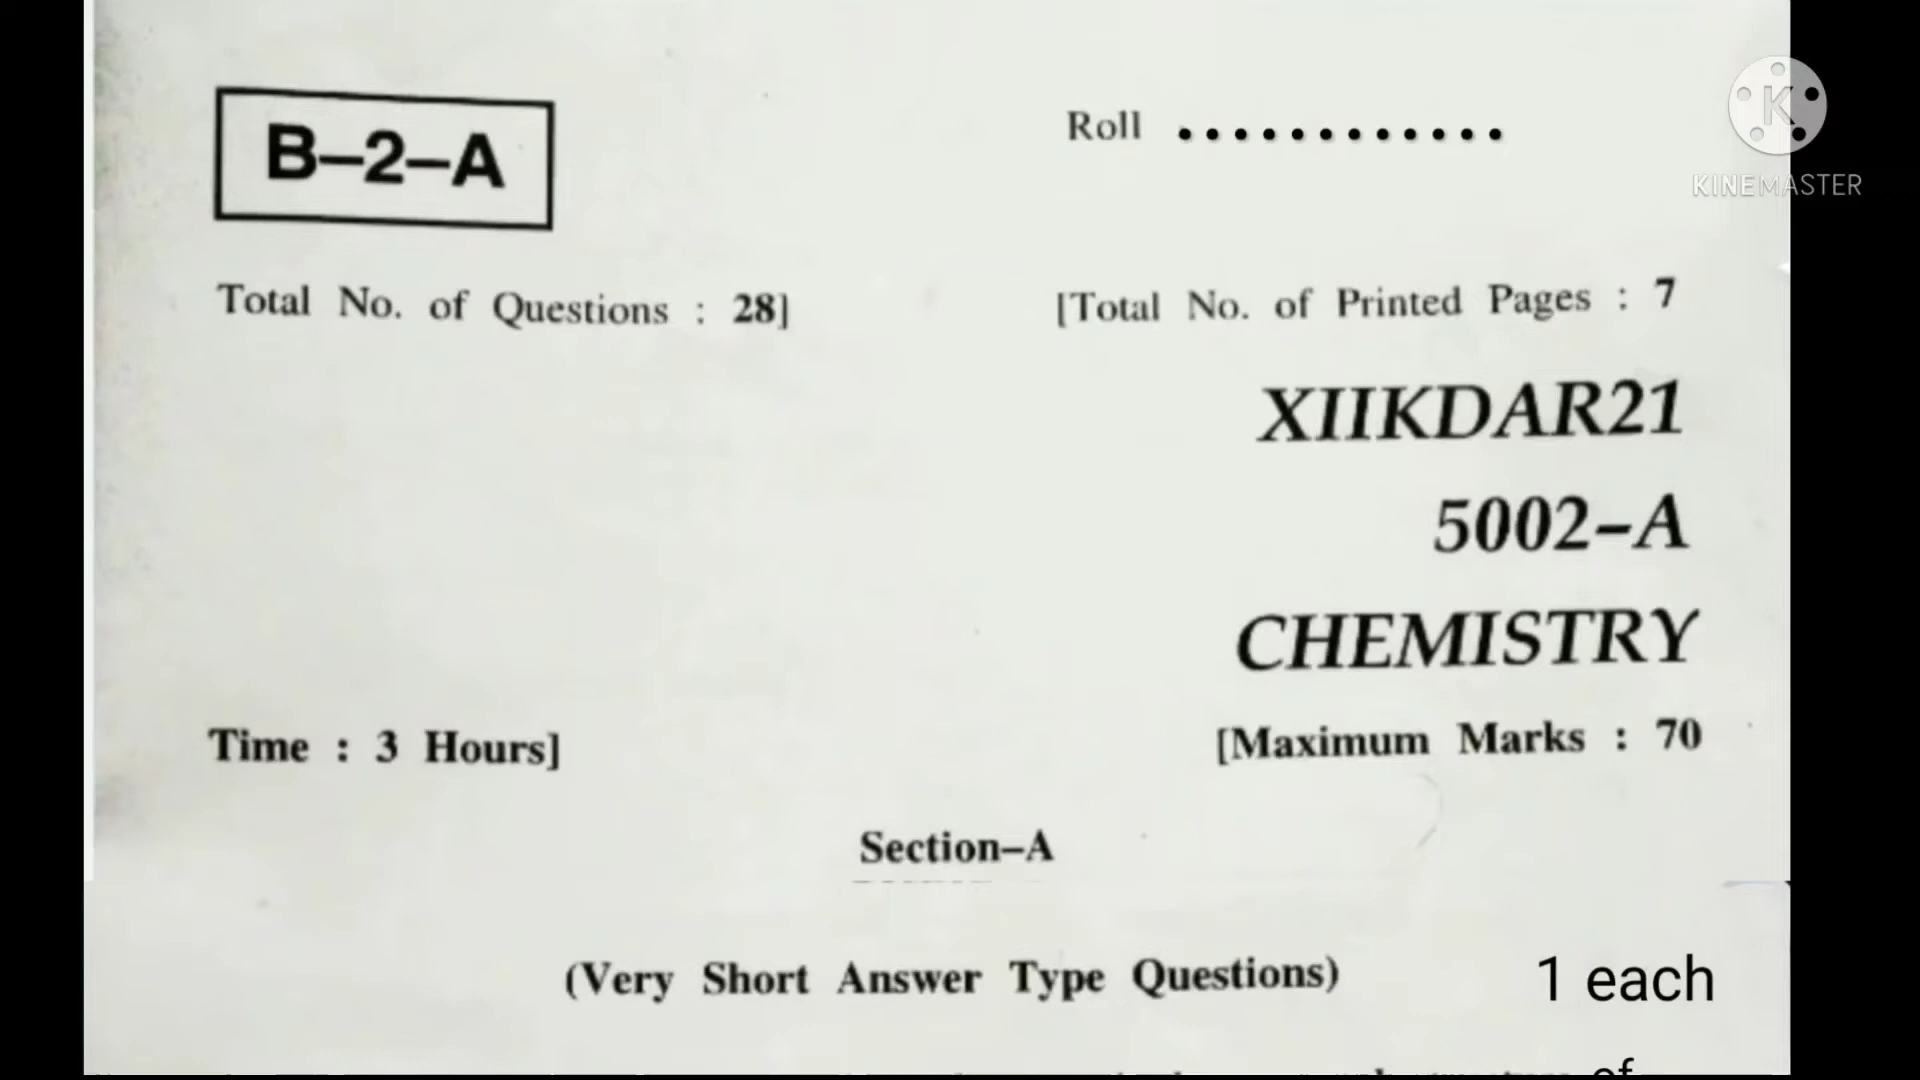 B–2–A
Roll ............
KINEMASTER
Total No. of Questions : 28]
[Total No. of Printed Pages : 7
XIIKDAR21
5002–A
CHEMISTRY
Time : 3 Hours]
[Maximum Marks : 70
Section–A
(Very Short Answer Type Questions)
1 each
of